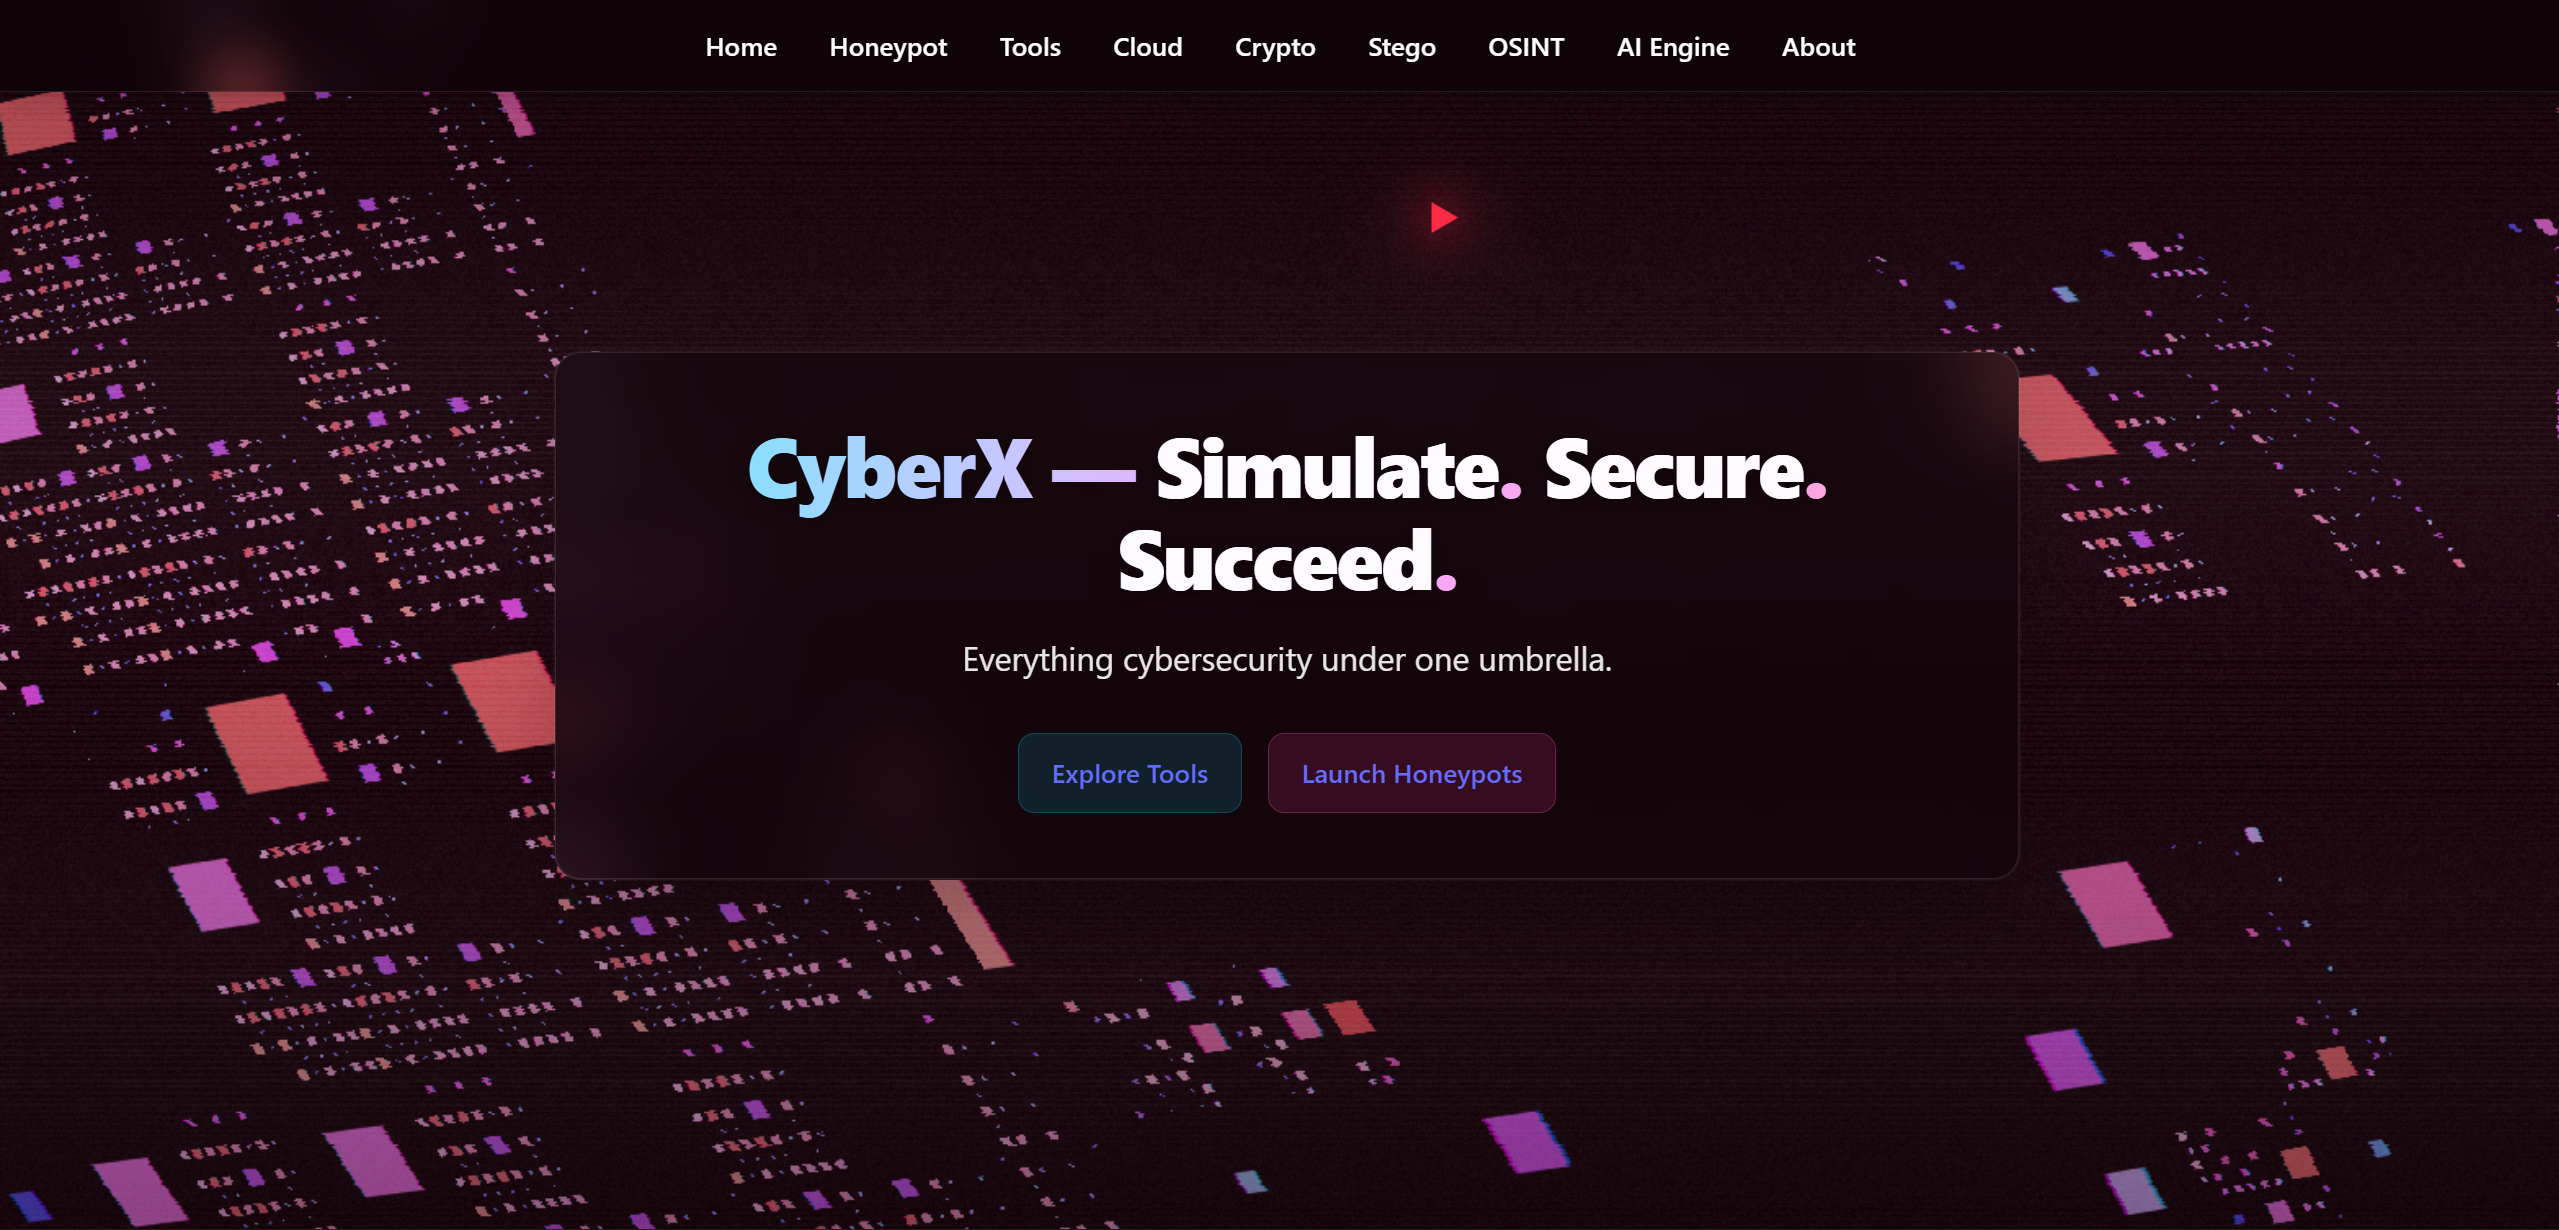 Home Honeypot Tools Cloud Crypto Stego OSINT AI Engine About
CyberX — Simulate. Secure.
Succeed.
Everything cybersecurity under one umbrella.
Explore Tools Launch Honeypots